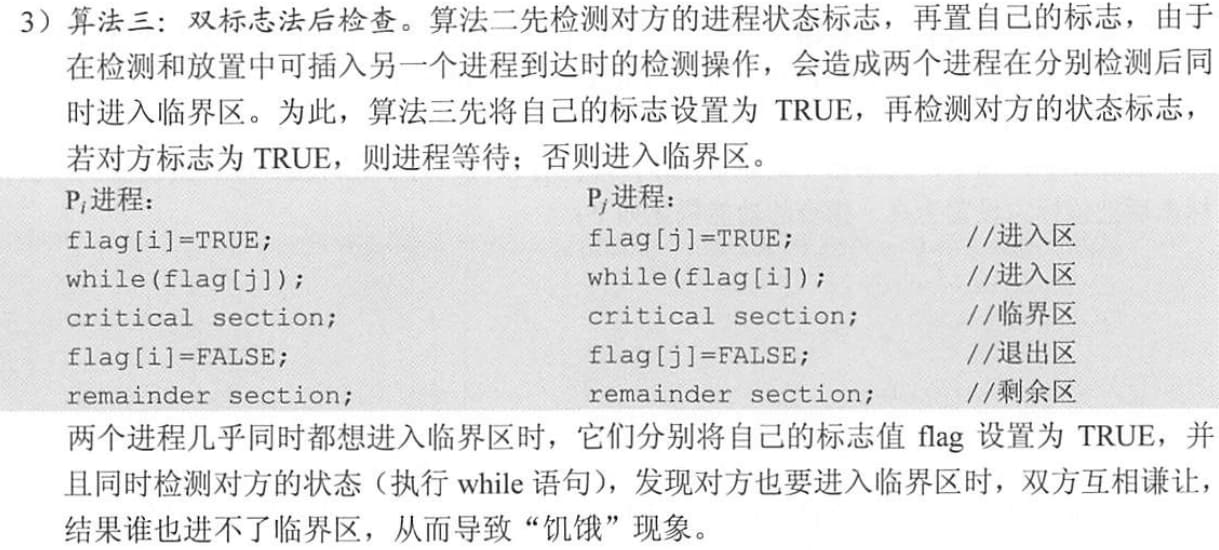 3）算法三：双标志法后检查。算法二先检测对方的进程状态标志，再置自己的标志，由于
在检测和放置中可插入另一个进程到达时的检测操作，会造成两个进程在分别检测后同
时进入临界区。为此，算法三先将自己的标志设置为 TRUE，再检测对方的状态标志，
若对方标志为 TRUE，则进程等待；否则进入临界区。
Pi进程： Pj进程：
flag[i]=TRUE; flag[j]=TRUE; //进入区
while(flag[j]); while(flag[i]); //进入区
critical section; critical section; //临界区
flag[i]=FALSE; flag[j]=FALSE; //退出区
remainder section; remainder section; //剩余区
两个进程几乎同时都想进入临界区时，它们分别将自己的标志值 flag 设置为 TRUE，并
且同时检测对方的状态（执行 while 语句），发现对方也要进入临界区时，双方互相谦让，
结果谁也进不了临界区，从而导致“饥饿”现象。